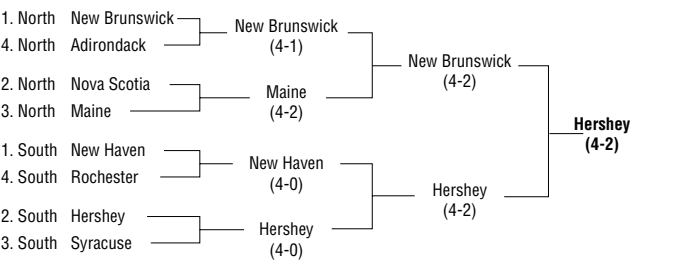 1. North New Brunswick
4. North Adirondack
New Brunswick
(4-1)
2. North Nova Scotia
3. North Maine
Maine
(4-2)
New Brunswick
(4-2)
1. South New Haven
4. South Rochester
New Haven
(4-0)
2. South Hershey
3. South Syracuse
Hershey
(4-0)
Hershey
(4-2)
Hershey
(4-2)